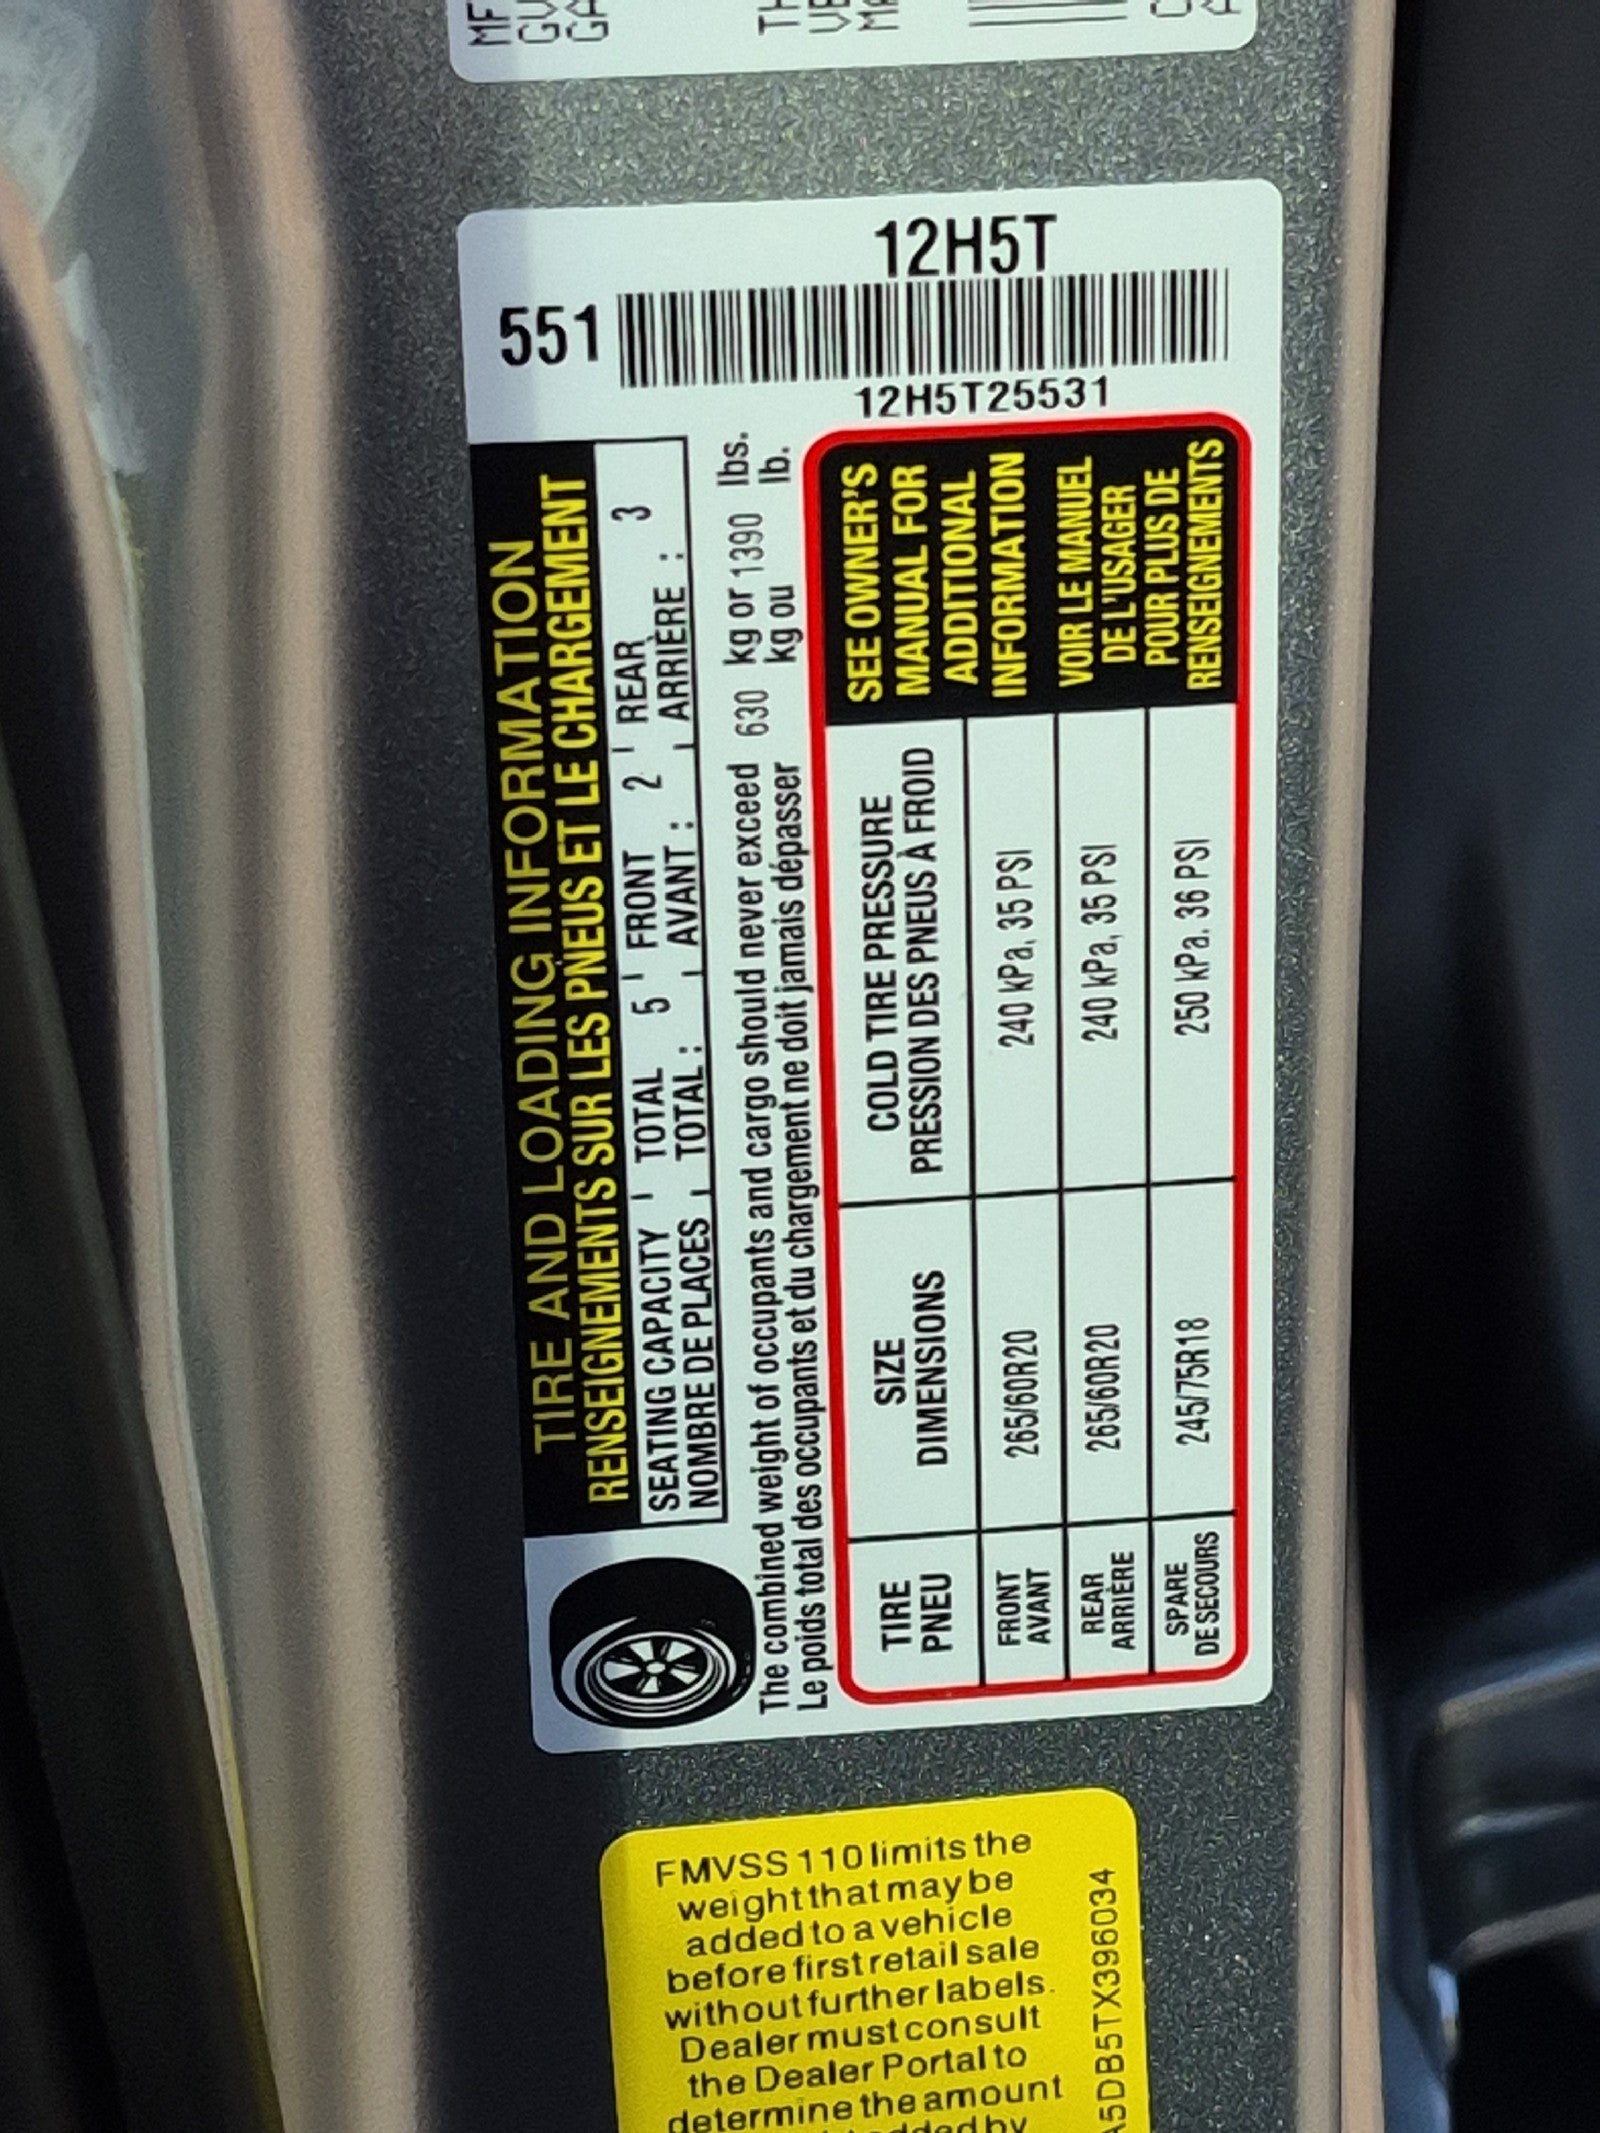 MF
GV
GA
TH
VE
551
12H5T
12H5T25531
TIRE AND LOADING INFORMATION
RENSEIGNEMENTS SUR LES PNEUS ET LE CHARGEMENT
SEATING CAPACITY TOTAL 5 FRONT 2 REAR 3
NOMBRE DE PLACES TOTAL : AVANT : ARRIÈRE :
The combined weight of occupants and cargo should never exceed 630 kg or 1390 lbs.
Le poids total des occupants et du chargement ne doit jamais dépasser kg ou lb.
TIRE SIZE COLD TIRE PRESSURE
PNEU DIMENSIONS PRESSION DES PNEUS À FROID
FRONT 265/60R20 240 kPa, 35 PSI
AVANT
REAR 265/60R20 240 kPa, 35 PSI
ARRIÈRE
SPARE 245/75R18 250 kPa. 36 PSI
DE SECOURS
SEE OWNER'S
MANUAL FOR
ADDITIONAL
INFORMATION
VOIR LE MANUEL
DE L'USAGER
POUR PLUS DE
RENSEIGNEMENTS
FMVSS 110 limits the
weight that may be
added to a vehicle
before first retail sale
without further labels.
Dealer must consult
the Dealer Portal to
determine the amount
by
A5DB5TX396034